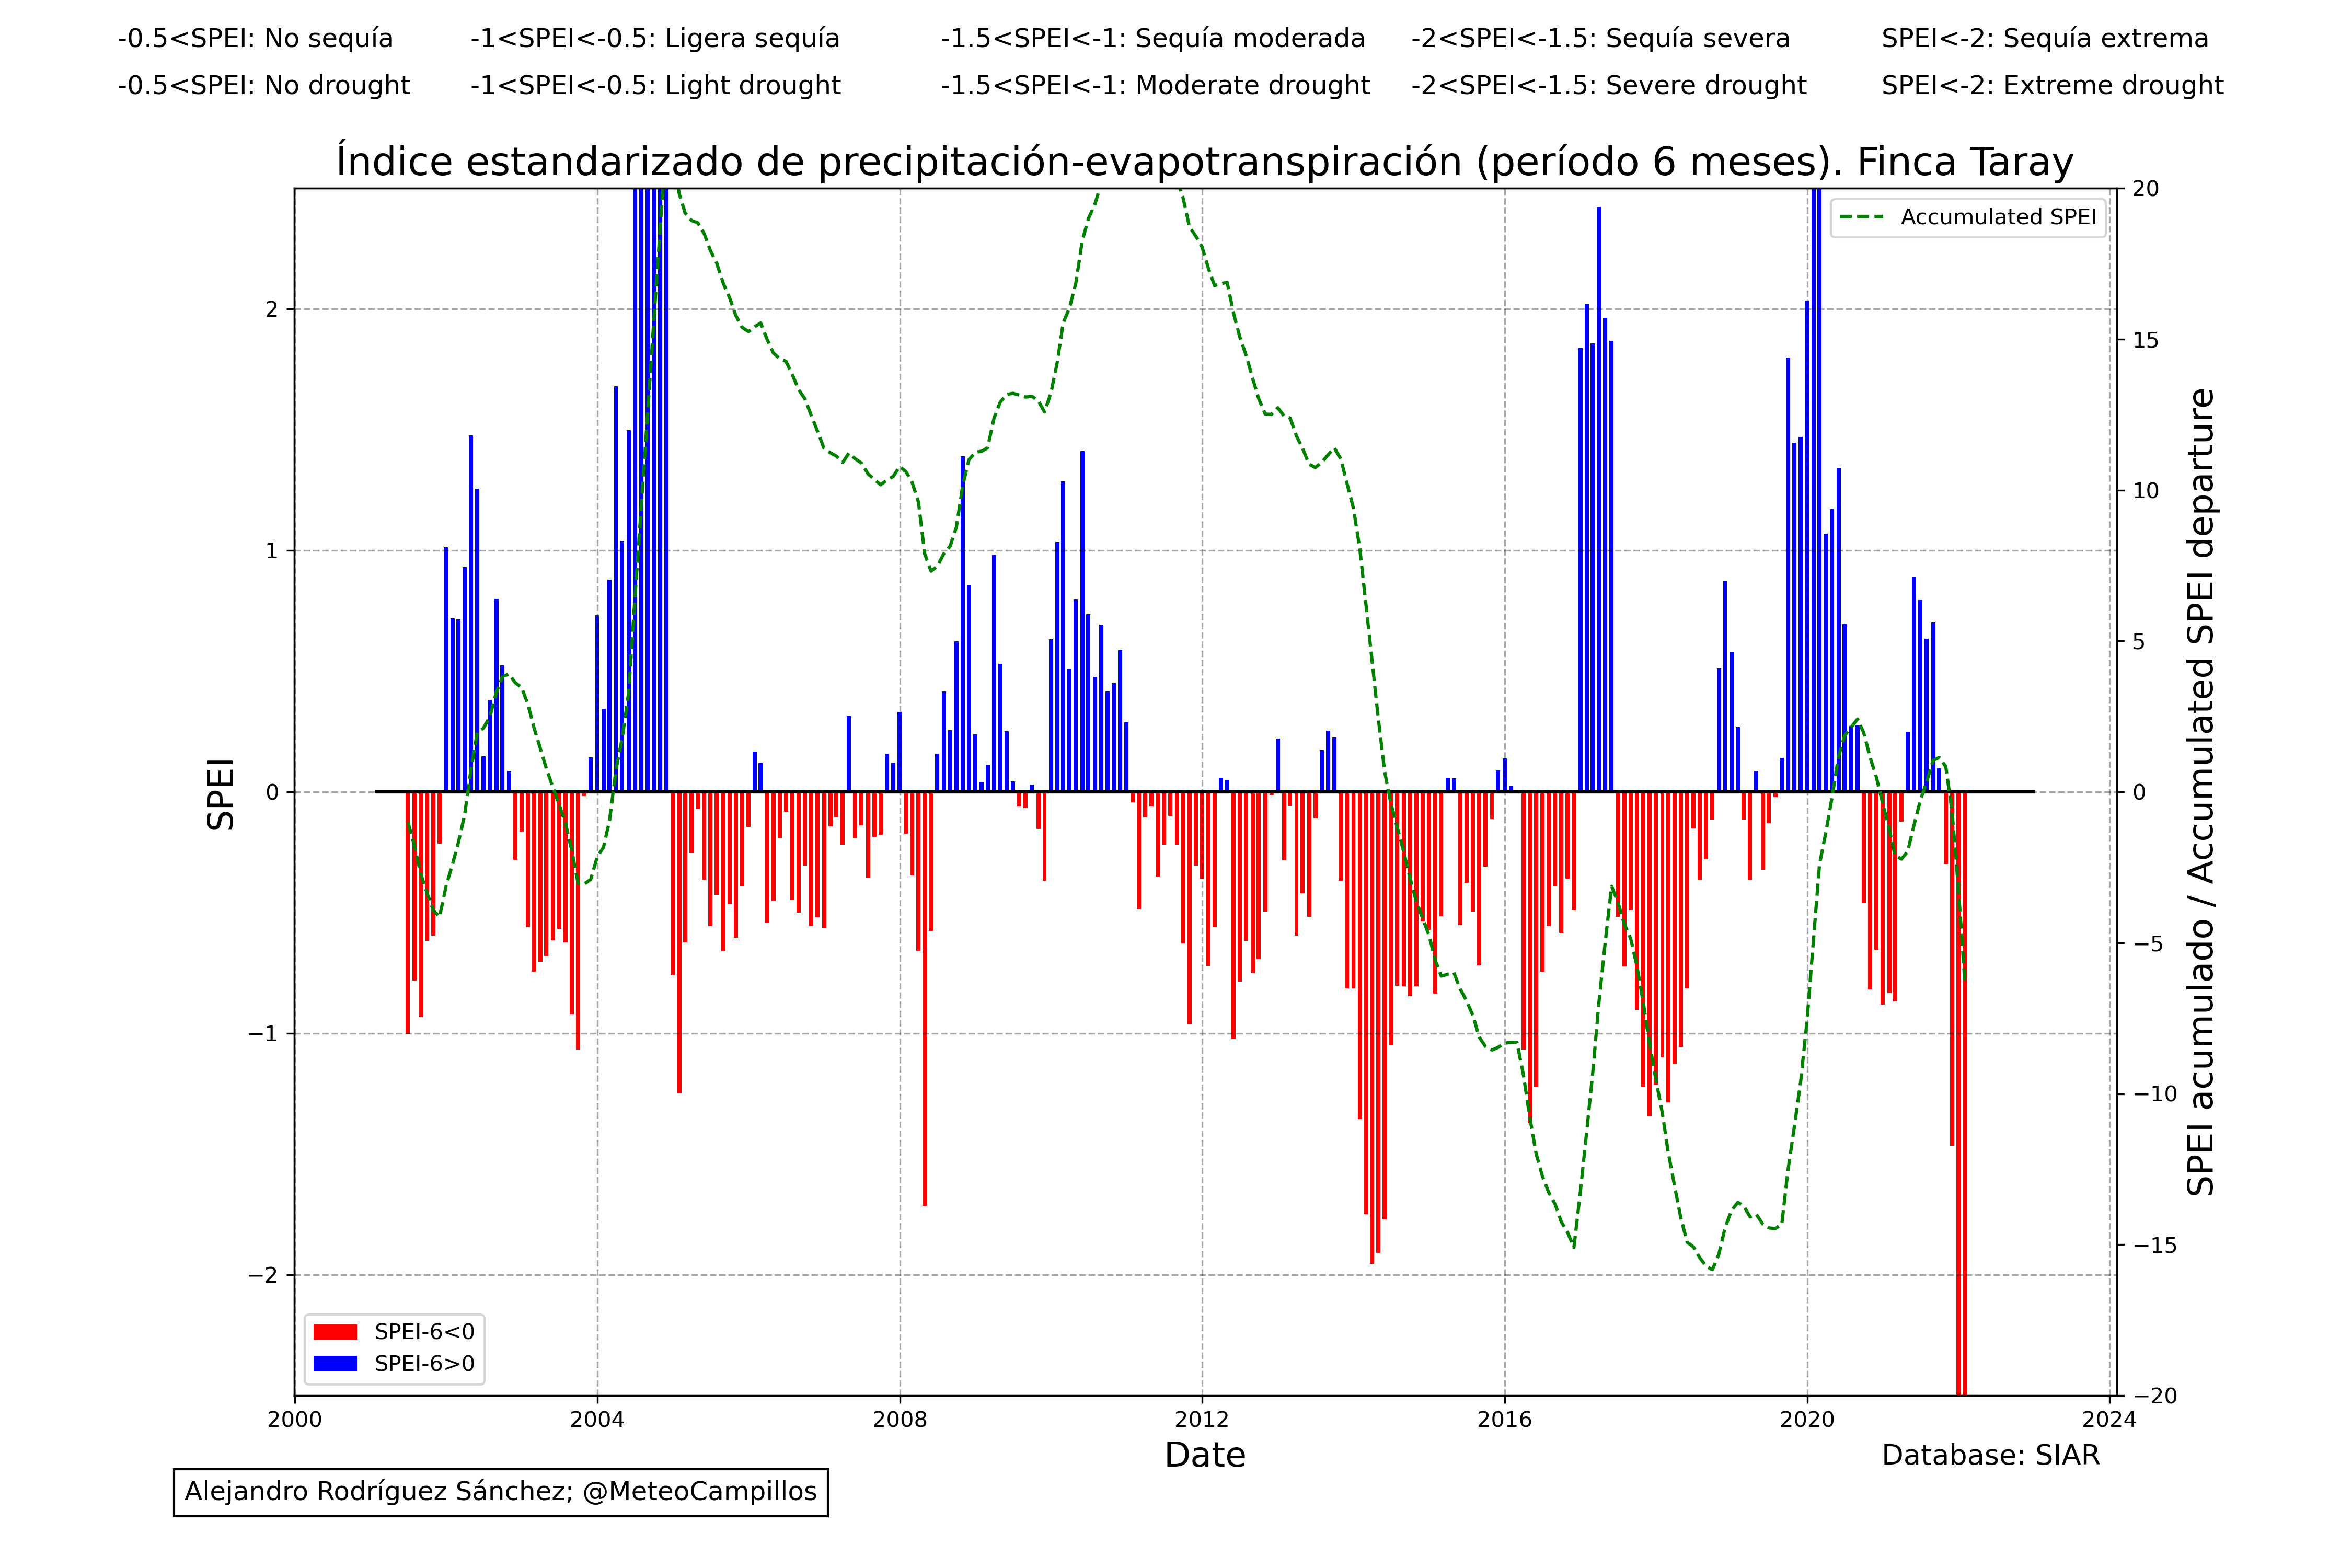 -0.5<SPEI: No sequía -1<SPEI<-0.5: Ligera sequía -1.5<SPEI<-1: Sequía moderada -2<SPEI<-1.5: Sequía severa SPEI<-2: Sequía extrema
-0.5<SPEI: No drought -1<SPEI<-0.5: Light drought -1.5<SPEI<-1: Moderate drought -2<SPEI<-1.5: Severe drought SPEI<-2: Extreme drought
Índice estandarizado de precipitación-evapotranspiración (período 6 meses). Finca Taray
Accumulated SPEI
SPEI
2
1
0
−1
−2
20
15
10
5
0
−5
−10
−15
−20
SPEI acumulado / Accumulated SPEI departure
SPEI-6<0
SPEI-6>0
2000 2004 2008 2012 2016 2020 2024
Date
Database: SIAR
Alejandro Rodríguez Sánchez; @MeteoCampillos